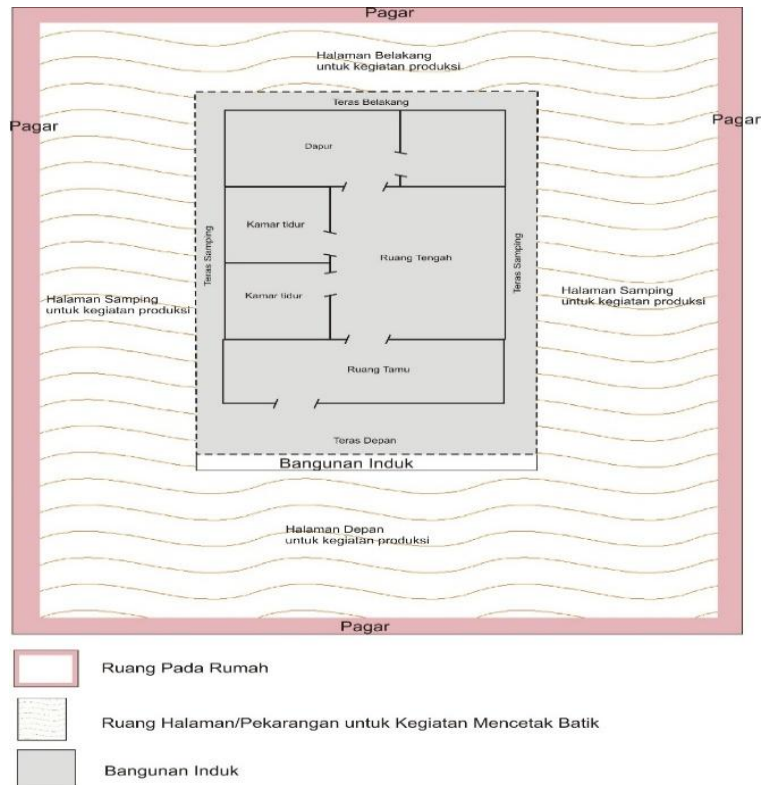 Pagar
Halaman Belakang
untuk kegiatan produksi
Teras Belakang
Pagar
Pagar
Dapur
Kamar tidur
Teras Samping
Ruang Tengah
Teras Samping
Halaman Samping
untuk kegiatan produksi
Kamar tidur
Halaman Samping
untuk kegiatan produksi
Ruang Tamu
Teras Depan
Bangunan Induk
Halaman Depan
untuk kegiatan produksi
Pagar
Ruang Pada Rumah
Ruang Halaman/Pekarangan untuk Kegiatan Mencetak Batik
Bangunan Induk